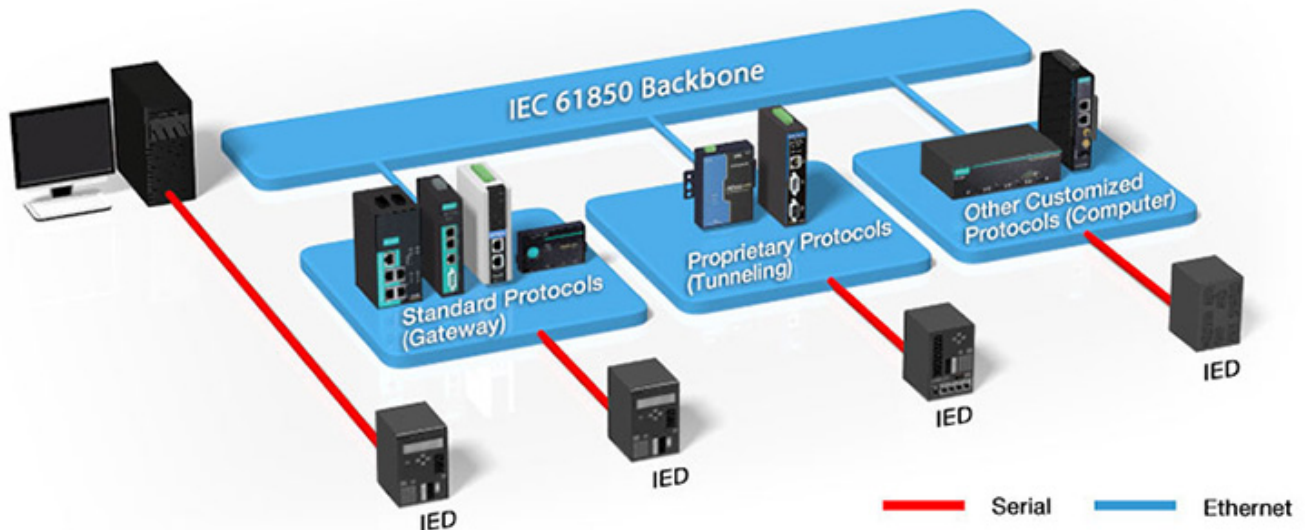 IEC 61850 Backbone
Standard Protocols
(Gateway)
Proprietary Protocols
(Tunneling)
Other Customized
Protocols (Computer)
IED
IED
IED
IED
Serial
Ethernet